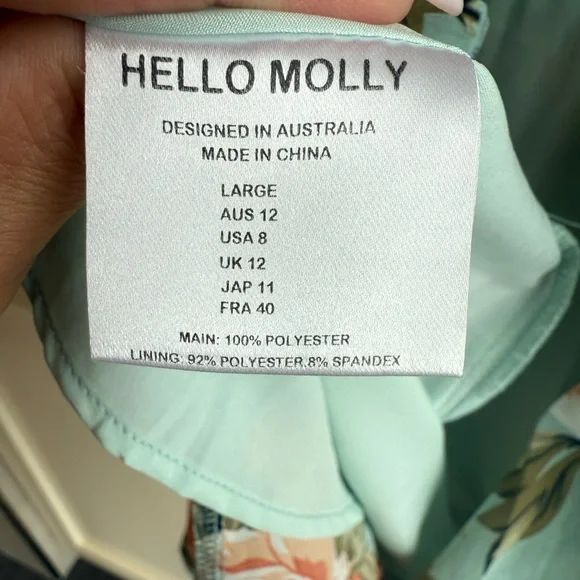 HELLO MOLLY
DESIGNED IN AUSTRALIA
MADE IN CHINA
LARGE
AUS 12
USA 8
UK 12
JAP 11
FRA 40
MAIN: 100% POLYESTER
LINING: 92% POLYESTER.8% SPANDEX